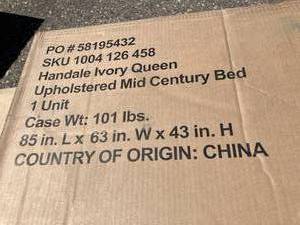 PO # 58195432
SKU 1004 126 458
Handale Ivory Queen
Upholstered Mid Century Bed
1 Unit
Case Wt: 101 lbs.
85 in. L x 63 in. W x 43 in. H
COUNTRY OF ORIGIN: CHINA